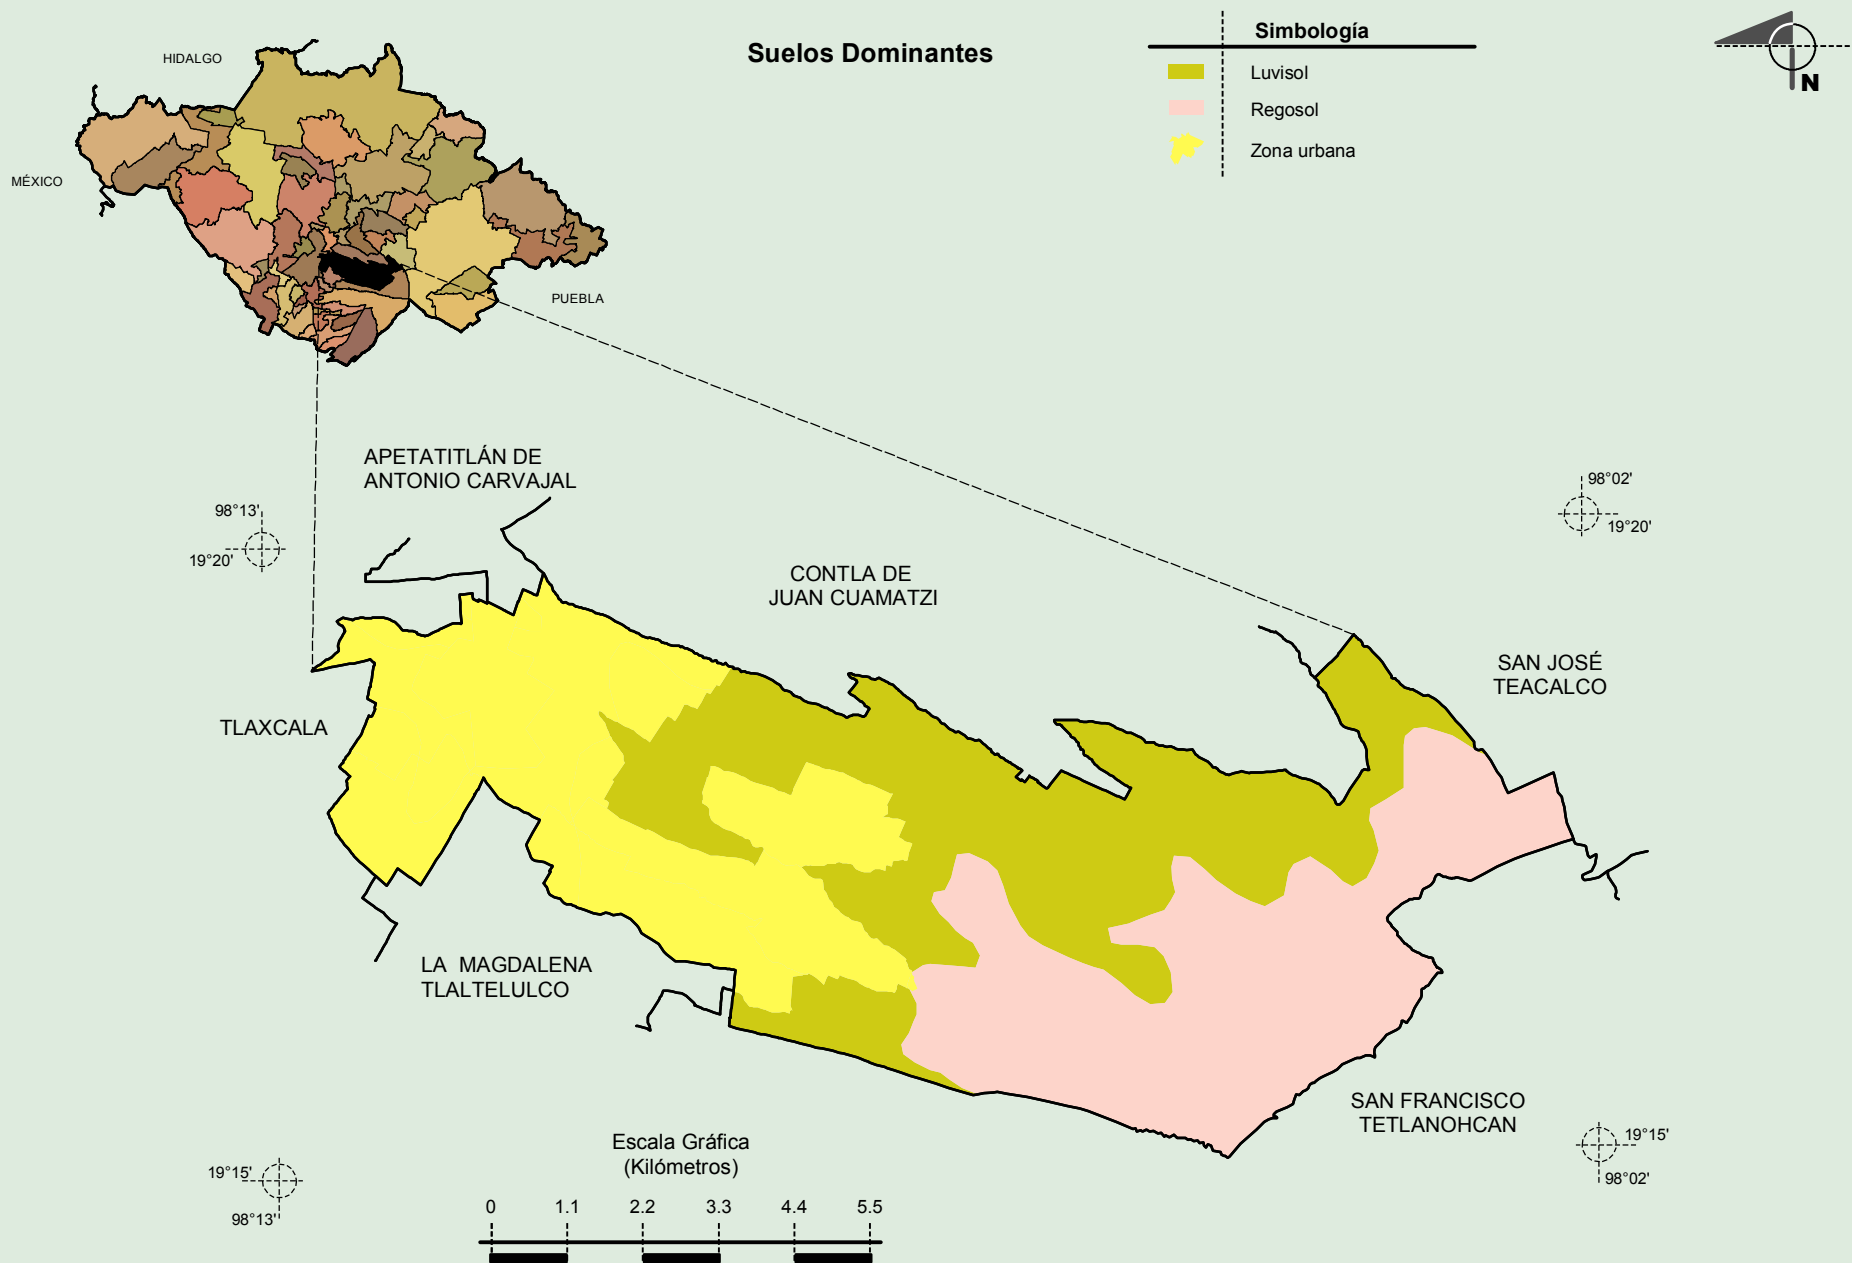 Suelos Dominantes
Simbología
Luvisol
Regosol
Zona urbana
N
HIDALGO
MÉXICO
PUEBLA
APETATITLÁN DE
ANTONIO CARVAJAL
98°13'
19°20'
98°02'
19°20'
CONTLA DE
JUAN CUAMATZI
SAN JOSÉ
TEACALCO
TLAXCALA
LA MAGDALENA
TLALTELULCO
SAN FRANCISCO
TETLANOHCAN
19°15'
98°02'
19°15'
98°13'
Escala Gráfica
(Kilómetros)
0 1.1 2.2 3.3 4.4 5.5